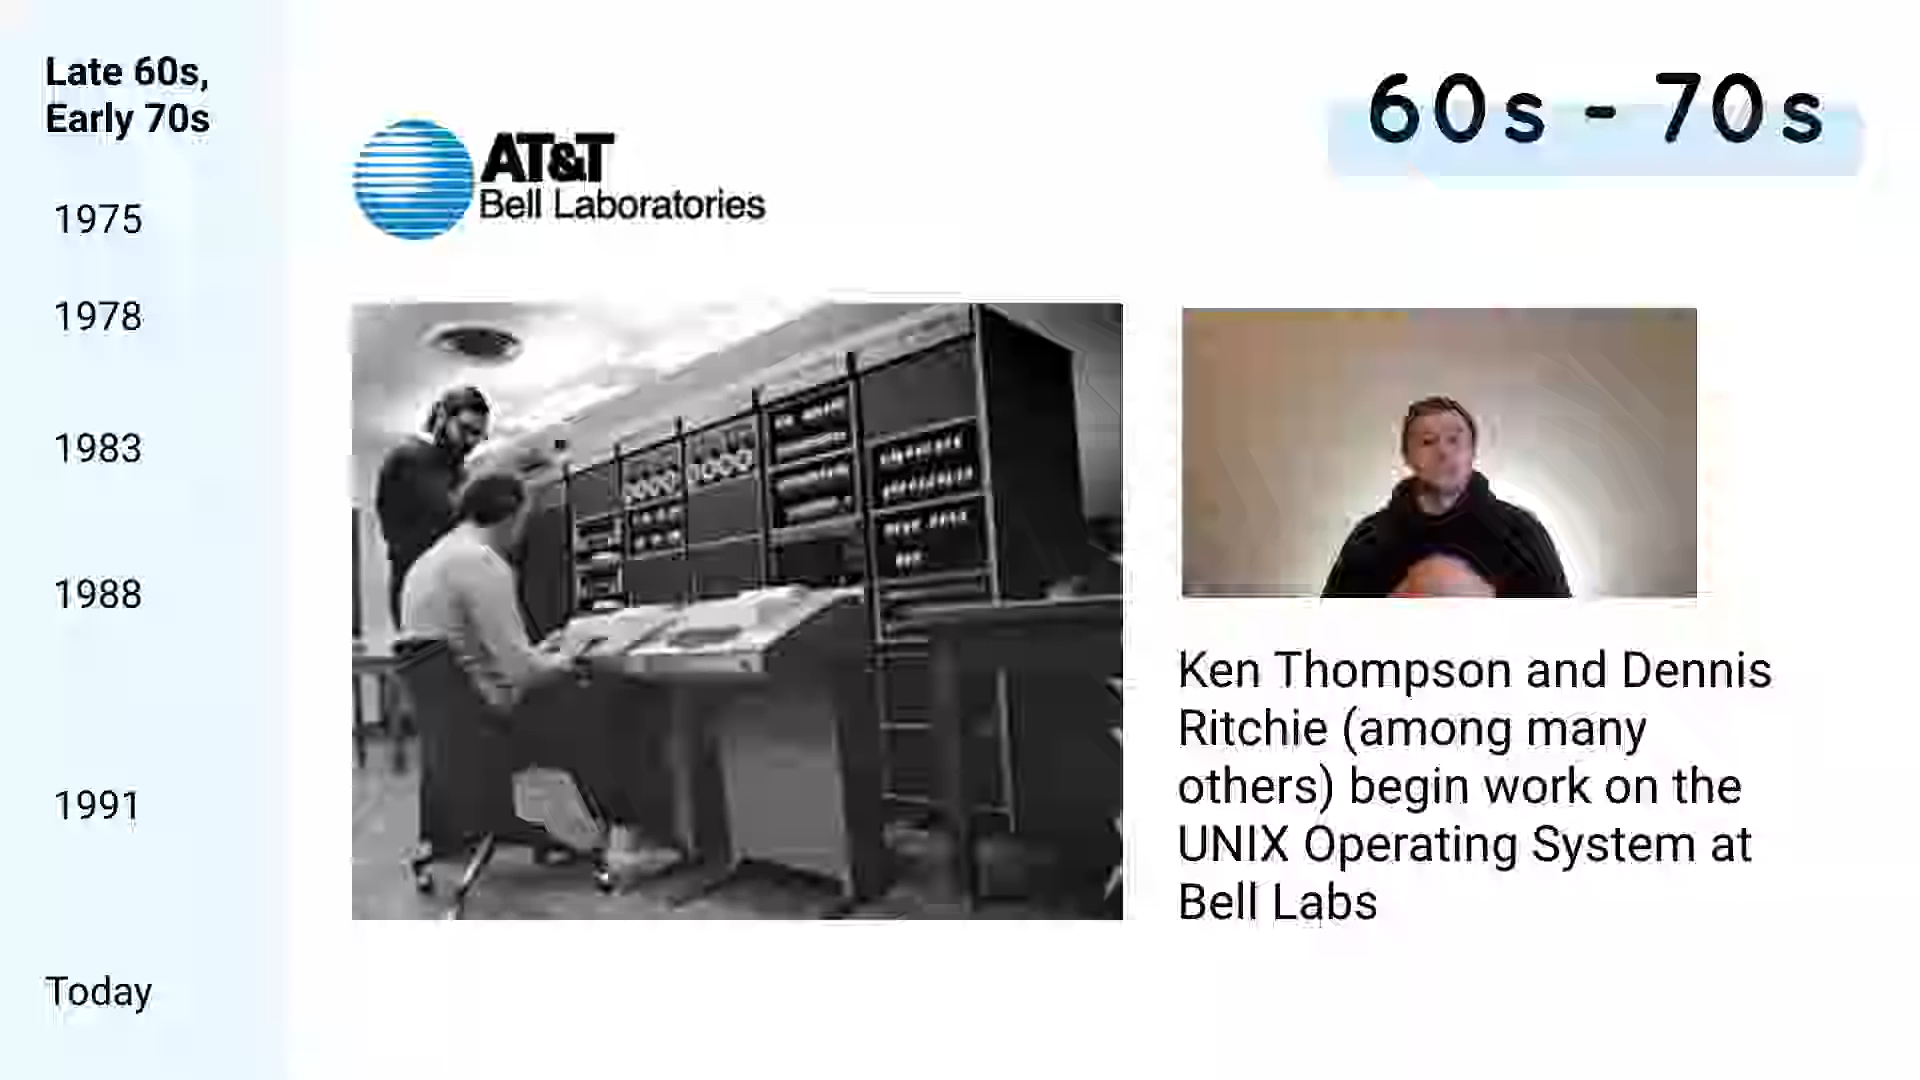 Late 60s,
Early 70s
1975
1978
1983
1988
1991
Today
60s - 70s
AT&T
Bell Laboratories
Ken Thompson and Dennis
Ritchie (among many
others) begin work on the
UNIX Operating System at
Bell Labs